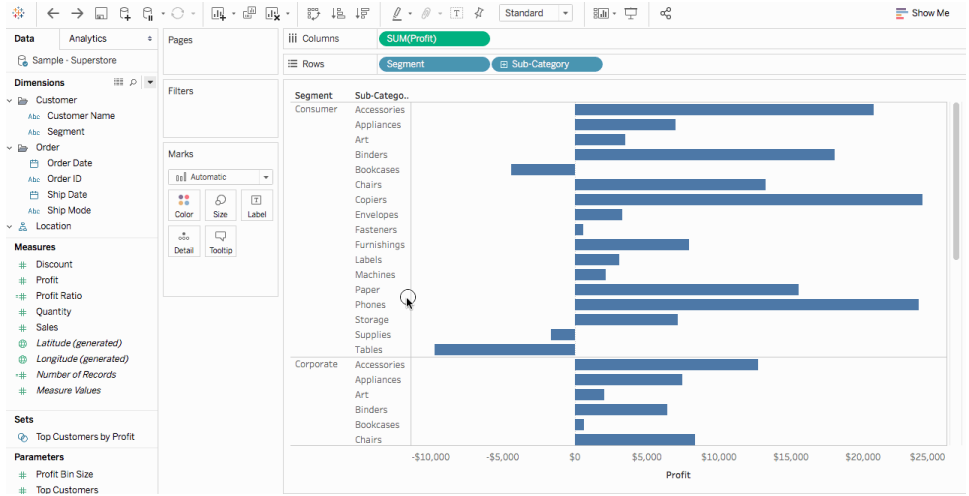 Standard
Show Me
Data
Analytics
Sample - Superstore
Dimensions
Customer
Abc Customer Name
Abc Segment
Order
Order Date
Abc Order ID
Ship Date
Abc Ship Mode
Location
Measures
# Discount
# Profit
=# Profit Ratio
# Quantity
# Sales
Latitude (generated)
Longitude (generated)
=# Number of Records
# Measure Values
Sets
Top Customers by Profit
Parameters
# Profit Bin Size
# Top Customers
Pages
Filters
Marks
Automatic
Color
Size
T
Label
Detail
Tooltip
Columns
SUM(Profit)
Rows
Segment
Sub-Category
Segment Sub-Catego..
Consumer Accessories
Appliances
Art
Binders
Bookcases
Chairs
Copiers
Envelopes
Fasteners
Furnishings
Labels
Machines
Paper
Phones
Storage
Supplies
Tables
Corporate Accessories
Appliances
Art
Binders
Bookcases
Chairs
-$10,000 -$5,000 $0 $5,000 $10,000 $15,000 $20,000 $25,000
Profit